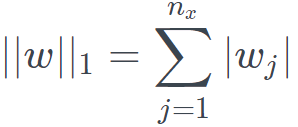 ||w||₁ = ∑_{j=1}^{n_x} |w_j|